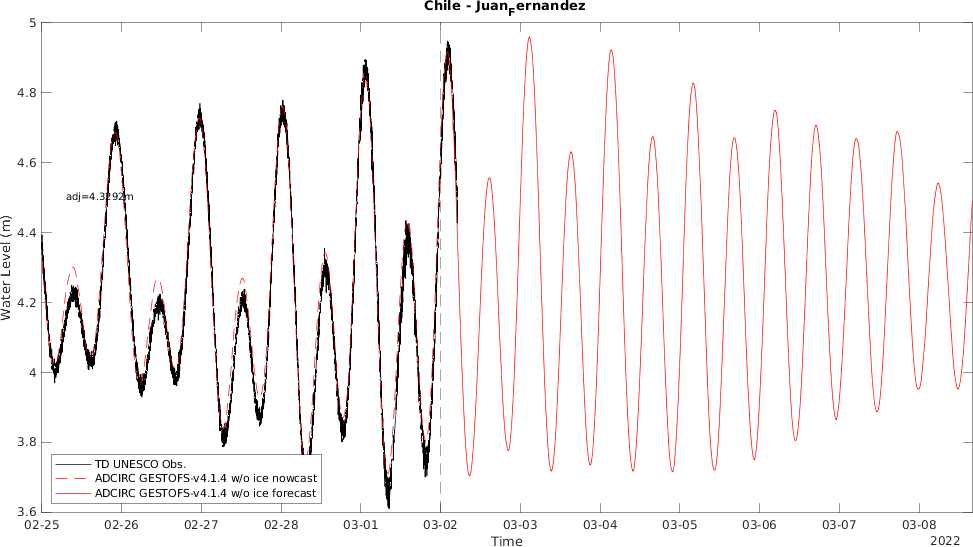 Chile - JuanFernandez
5
4.8
4.6
4.4
4.2
4
3.8
3.6
Water Level (m)
adj=4.3292m
TD UNESCO Obs.
ADCIRC GESTOFS-v4.1.4 w/o ice nowcast
ADCIRC GESTOFS-v4.1.4 w/o ice forecast
02-25 02-26 02-27 02-28 03-01 03-02 03-03 03-04 03-05 03-06 03-07 03-08
Time
2022